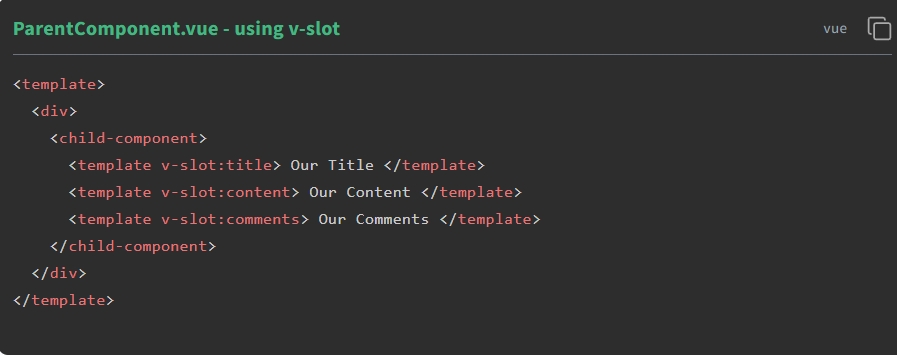 ParentComponent.vue - using v-slot
vue
<template>
  <div>
    <child-component>
      <template v-slot:title> Our Title </template>
      <template v-slot:content> Our Content </template>
      <template v-slot:comments> Our Comments </template>
    </child-component>
  </div>
</template>